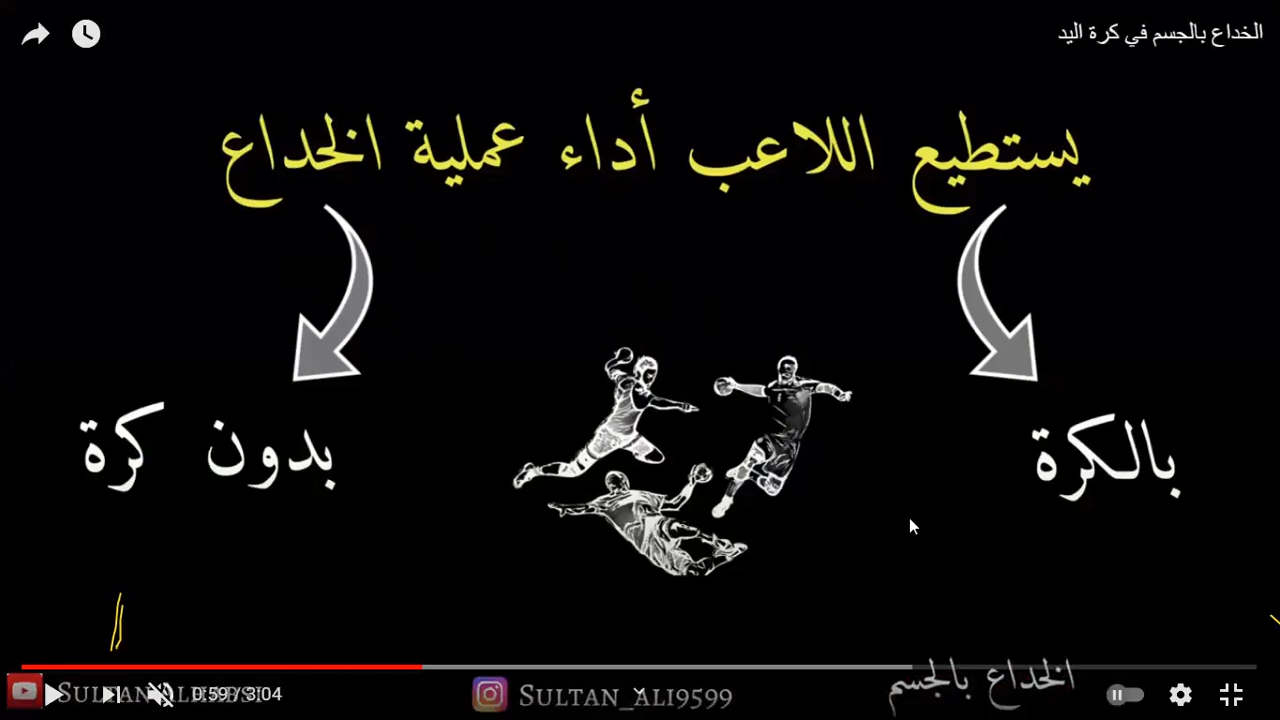 الخداع بالجسم في كرة اليد
يستطيع اللاعب أداء عملية الخداع
بالكرة
بدون كرة
الخداع بالجسم
0:59 / 3:04
SULTAN_ALI9599